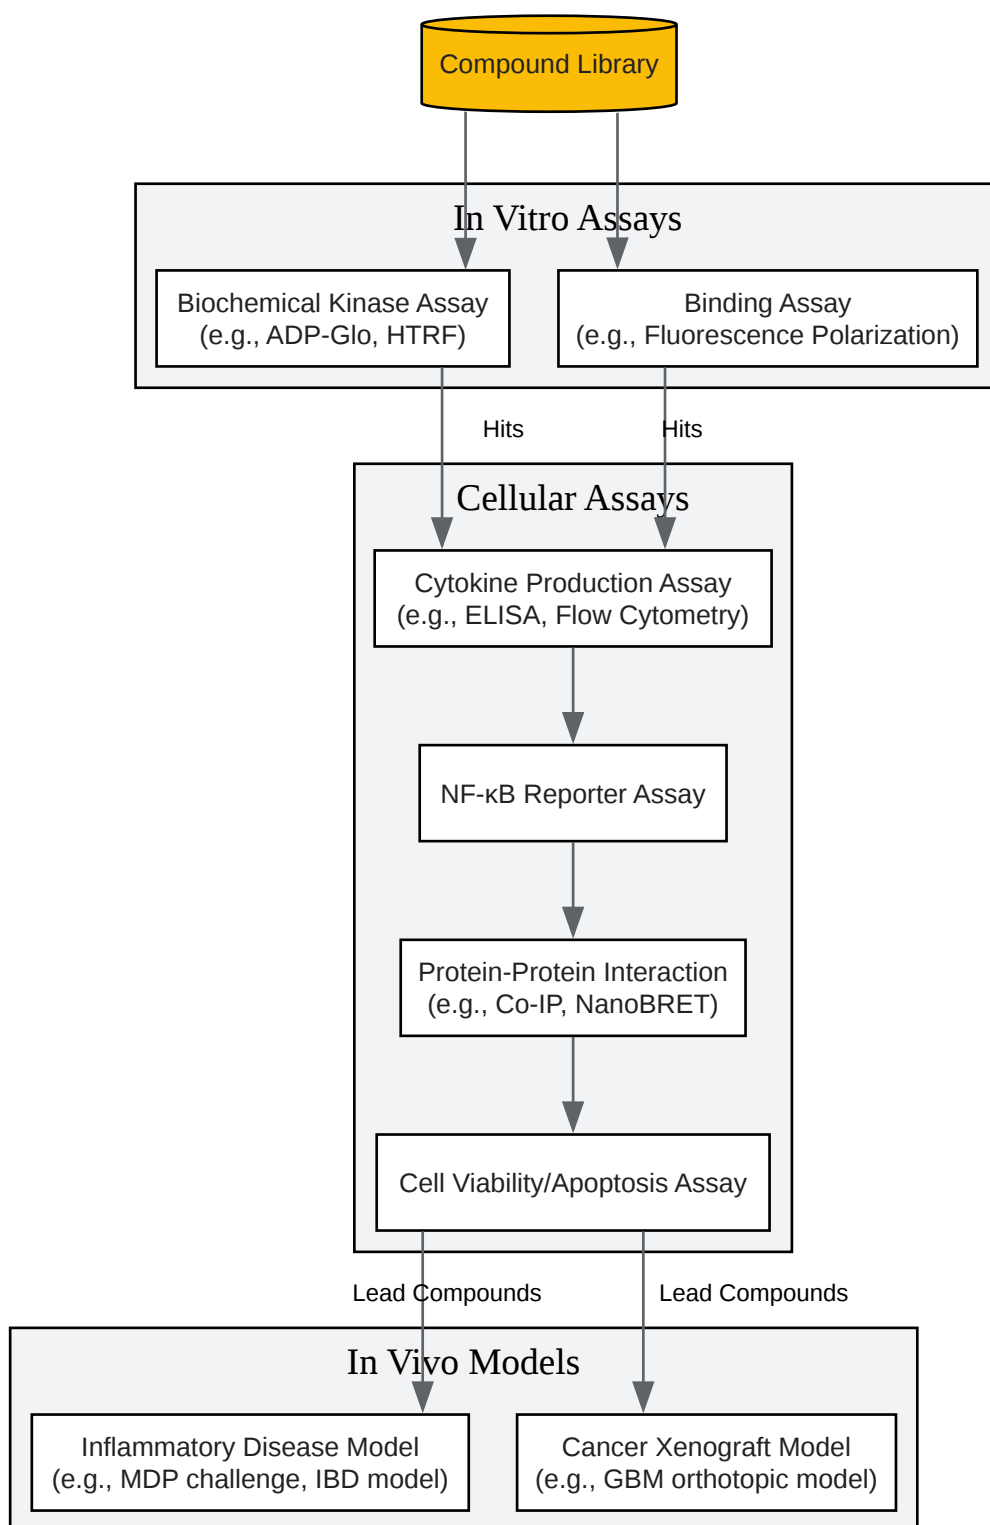 Compound Library
In Vitro Assays
Biochemical Kinase Assay
(e.g., ADP-Glo, HTRF)
Binding Assay
(e.g., Fluorescence Polarization)
Hits
Hits
Cellular Assays
Cytokine Production Assay
(e.g., ELISA, Flow Cytometry)
NF-κB Reporter Assay
Protein-Protein Interaction
(e.g., Co-IP, NanoBRET)
Cell Viability/Apoptosis Assay
Lead Compounds
Lead Compounds
In Vivo Models
Inflammatory Disease Model
(e.g., MDP challenge, IBD model)
Cancer Xenograft Model
(e.g., GBM orthotopic model)